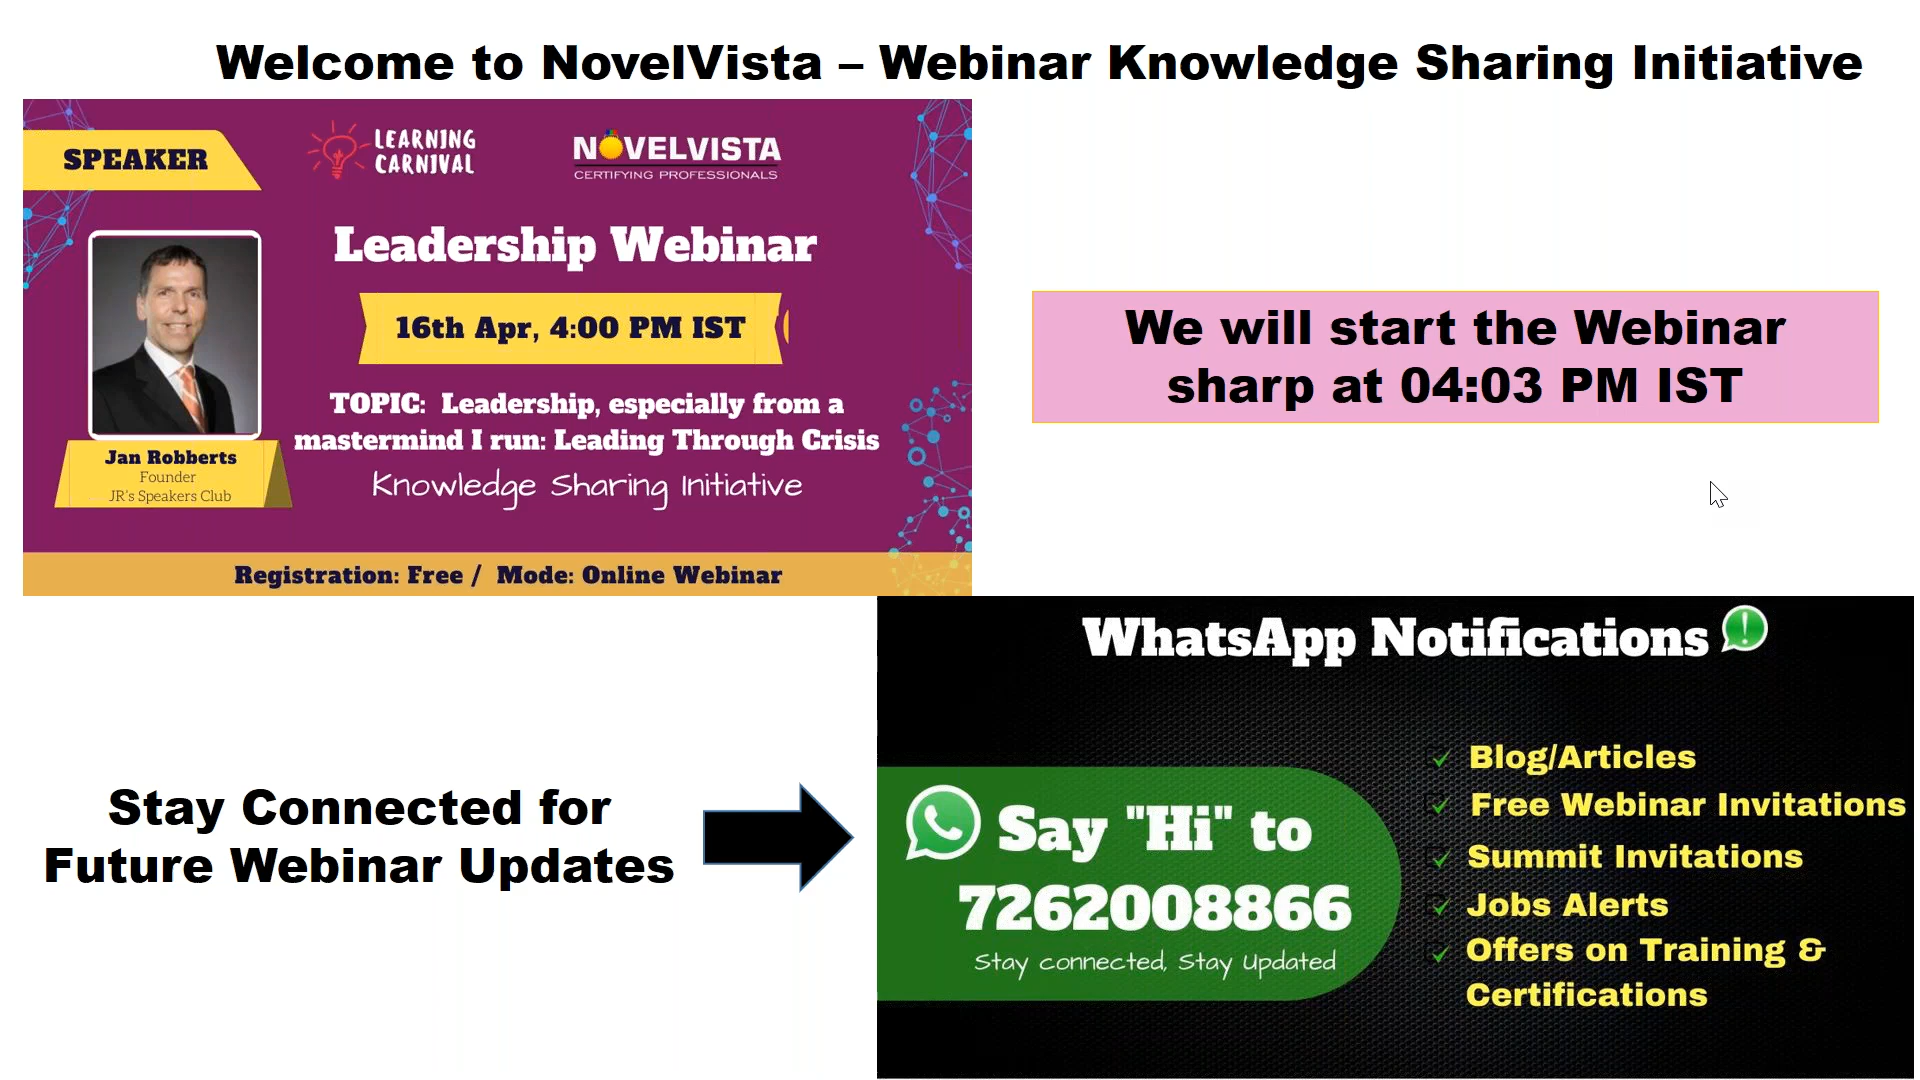 Welcome to NovelVista – Webinar Knowledge Sharing Initiative
SPEAKER
LEARNING
CARNIVAL
NOVELVISTA
CERTIFYING PROFESSIONALS
Leadership Webinar
16th Apr, 4:00 PM IST
TOPIC: Leadership, especially from a
mastermind I run: Leading Through Crisis
Knowledge Sharing Initiative
Jan Robberts
Founder
JR's Speakers Club
Registration: Free / Mode: Online Webinar
We will start the Webinar
sharp at 04:03 PM IST
Stay Connected for
Future Webinar Updates
WhatsApp Notifications
Say "Hi" to
7262008866
Stay connected, Stay Updated
Blog/Articles
Free Webinar Invitations
Summit Invitations
Jobs Alerts
Offers on Training &
Certifications